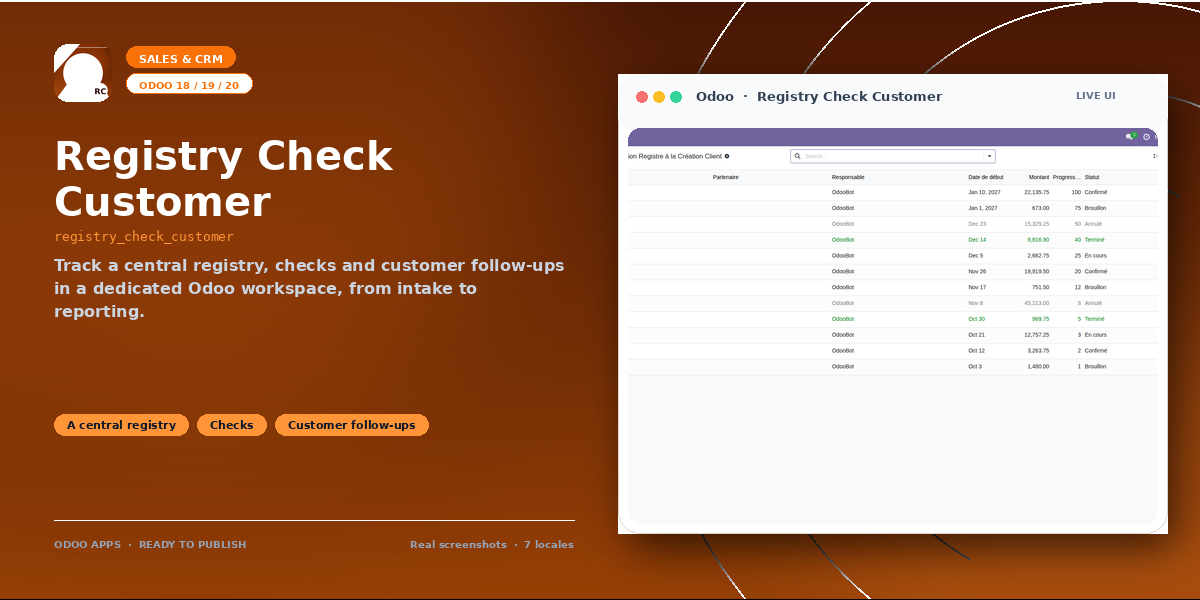 RC
SALES & CRM
ODOO 18 / 19 / 20
Registry Check
Customer
registry_check_customer
Track a central registry, checks and customer follow-ups
in a dedicated Odoo workspace, from intake to
reporting.
A central registry
Checks
Customer follow-ups
ODOO APPS · READY TO PUBLISH
Real screenshots · 7 locales
Odoo · Registry Check Customer
LIVE UI
ion Registre à la Création Client
Search...
Partenaire Responsable Date de début Montant Progress... Statut
OdooBot Jan 10, 2027 22,135.75 100 Confirmé
OdooBot Jan 1, 2027 673.00 75 Brouillon
OdooBot Dec 23 15,329.25 50 Annulé
OdooBot Dec 14 8,816.90 40 Terminé
OdooBot Dec 5 2,662.75 25 En cours
OdooBot Nov 26 18,919.50 20 Confirmé
OdooBot Nov 17 751.50 12 Brouillon
OdooBot Nov 9 45,213.00 8 Annulé
OdooBot Oct 30 989.75 5 Terminé
OdooBot Oct 21 12,757.25 3 En cours
OdooBot Oct 12 3,263.75 2 Confirmé
OdooBot Oct 3 1,480.00 1 Brouillon